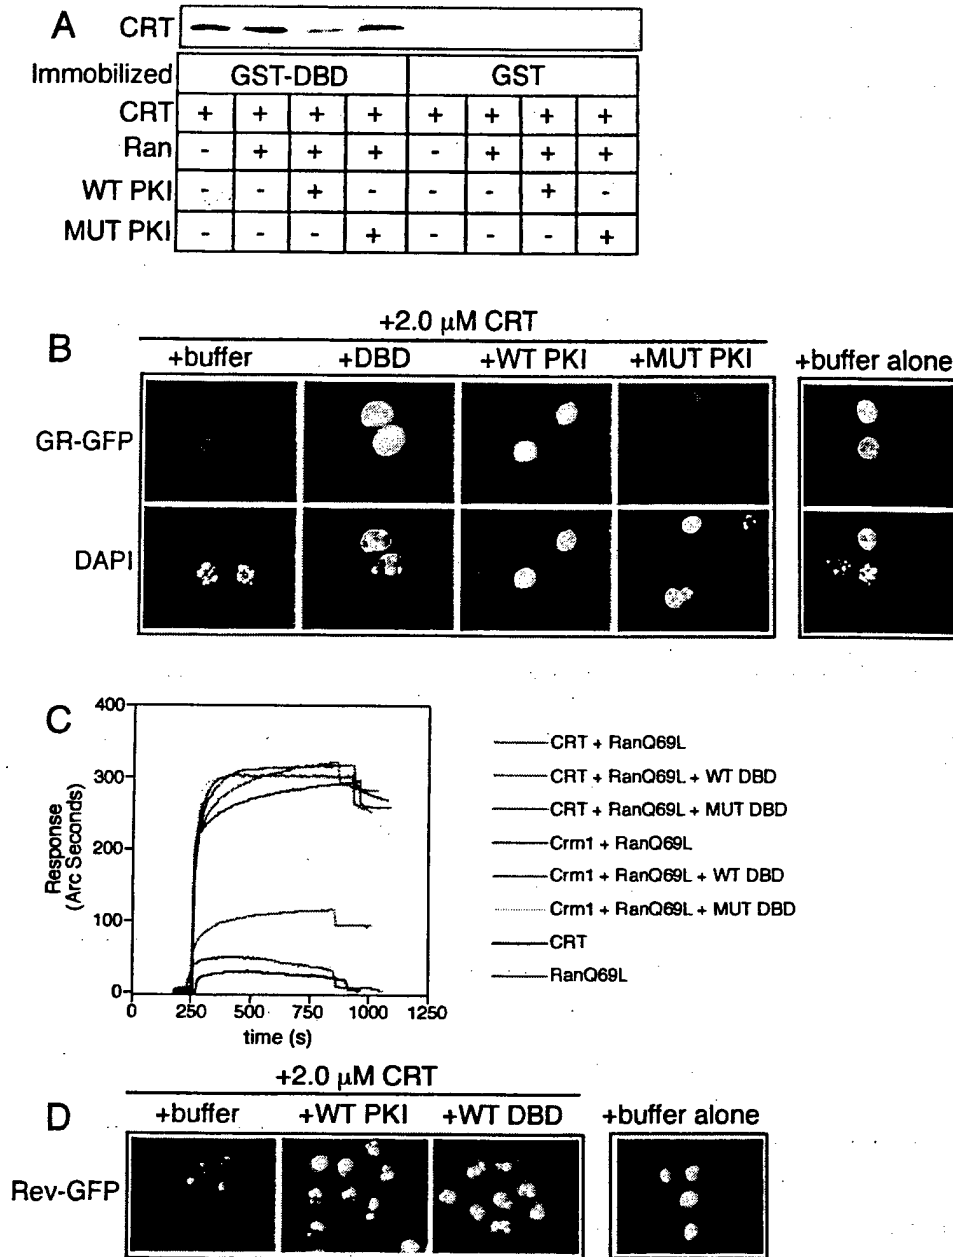 A
CRT
Immobilized GST-DBD GST
CRT + + + + + + + +
Ran - + + + - + + +
WT PKI - - + - - - + -
MUT PKI - - - + - - - +
B
+2.0 µM CRT
+buffer +DBD +WT PKI +MUT PKI +buffer alone
GR-GFP
DAPI
C
400
300
200
100
0
Response
(Arc Seconds)
0 250 500 750 1000 1250
time (s)
CRT + RanQ69L
CRT + RanQ69L + WT DBD
CRT + RanQ69L + MUT DBD
Crm1 + RanQ69L
Crm1 + RanQ69L + WT DBD
Crm1 + RanQ69L + MUT DBD
CRT
RanQ69L
D
+2.0 µM CRT
+buffer +WT PKI +WT DBD +buffer alone
Rev-GFP